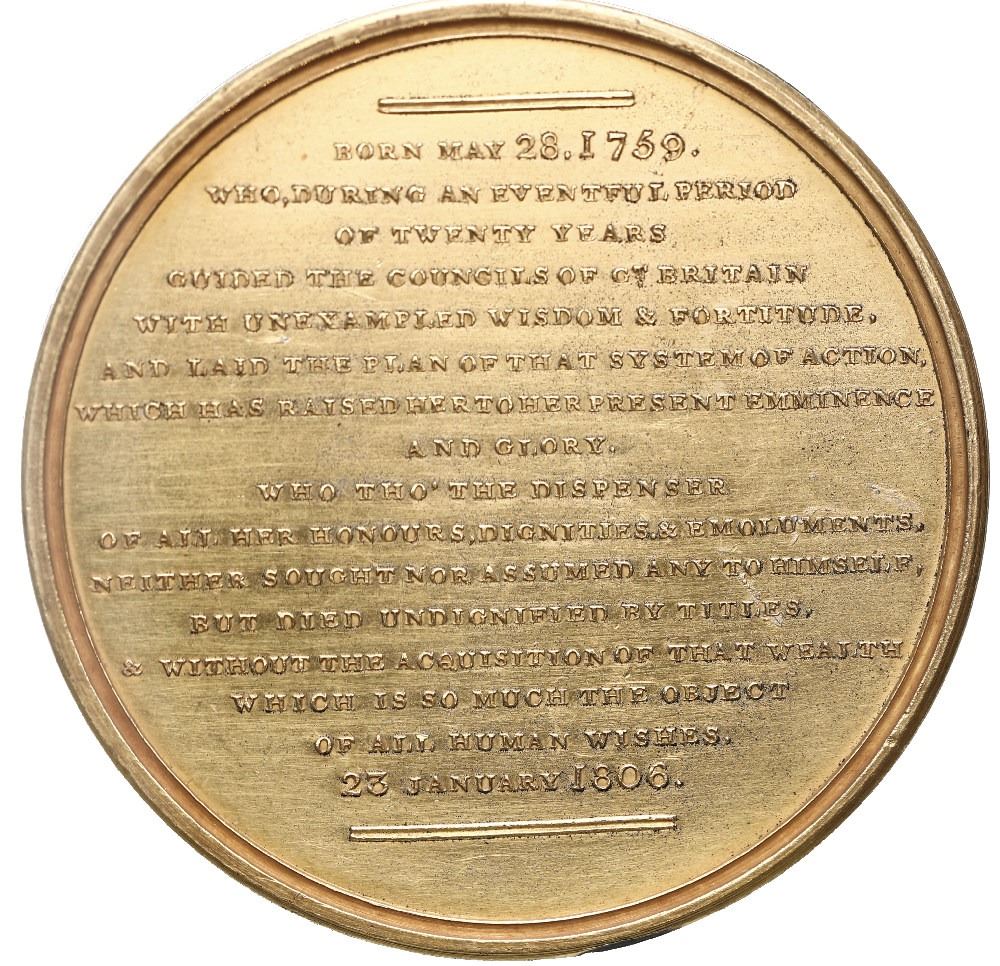 BORN MAY 28. 1759.
WHO, DURING AN EVENTFUL PERIOD
OF TWENTY YEARS
GUIDED THE COUNCILS OF GT BRITAIN
WITH UNEXAMPLED WISDOM & FORTITUDE,
AND LAID THE PLAN OF THAT SYSTEM OF ACTION,
WHICH HAS RAISED HER TO HER PRESENT EMMINENCE
AND GLORY.
WHO THO' THE DISPENSER
OF ALL HER HONOURS, DIGNITIES, & EMOLUMENTS,
NEITHER SOUGHT NOR ASSUMED ANY TO HIMSELF,
BUT DIED UNDIGNIFIED BY TITLES,
& WITHOUT THE ACQUISITION OF THAT WEALTH
WHICH IS SO MUCH THE OBJECT
OF ALL HUMAN WISHES.
23 JANUARY 1806.